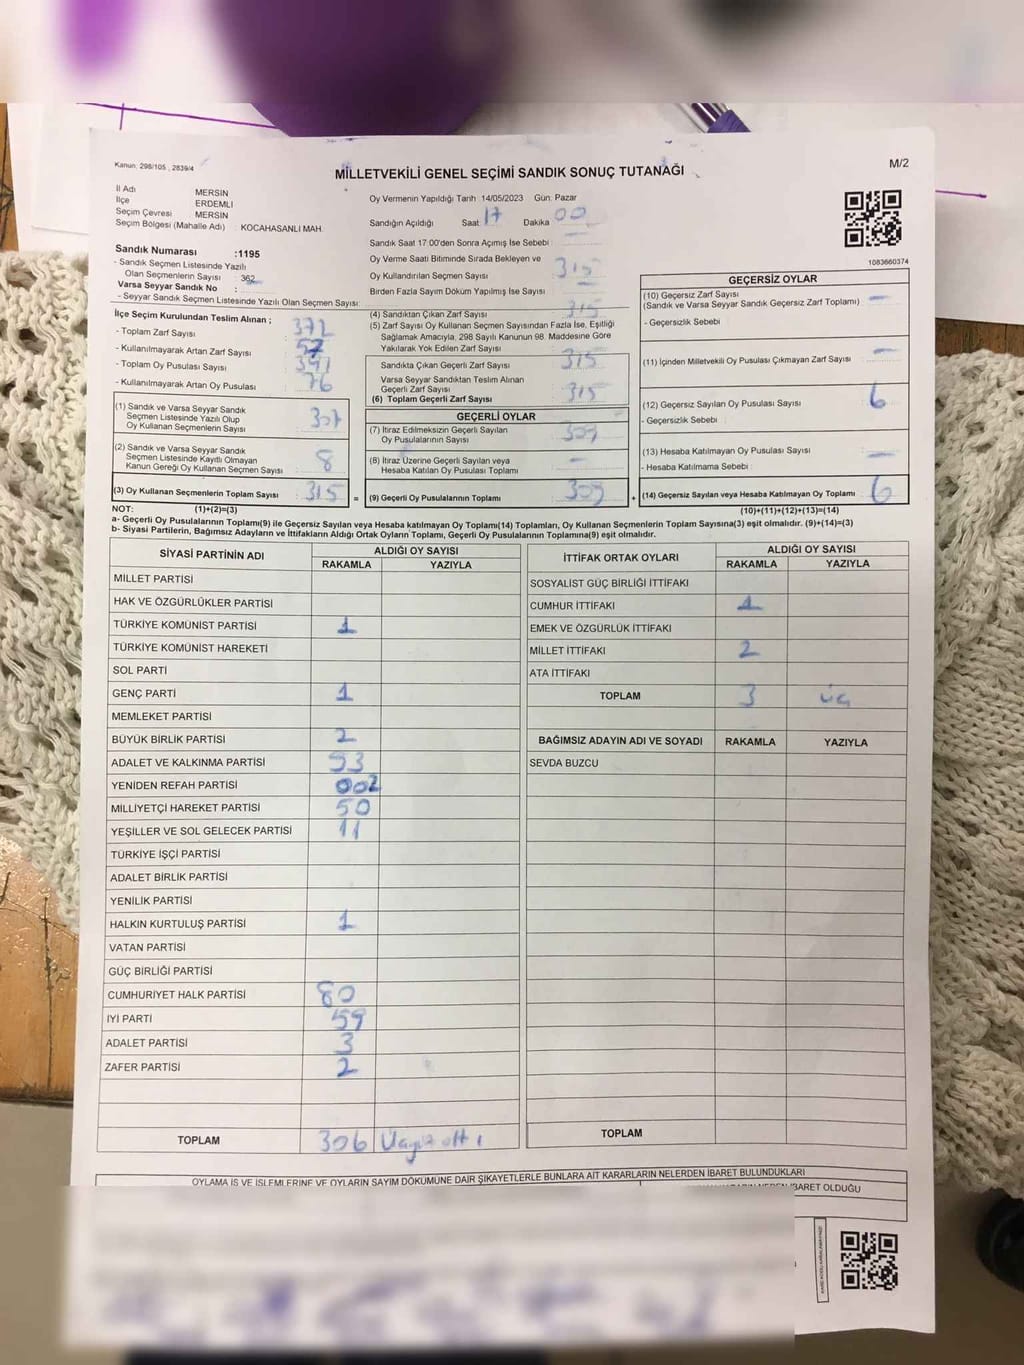 Kanun: 298/105 , 2839/4
M/2
MİLLETVEKİLİ GENEL SEÇİMİ SANDIK SONUÇ TUTANAĞI
İl Adı MERSİN
İlçe ERDEMLİ
Seçim Çevresi MERSİN
Seçim Bölgesi (Mahalle Adı) : KOCAHASANLI MAH.
Oy Vermenin Yapıldığı Tarih 14/05/2023 Gün: Pazar
Sandığın Açıldığı Saat 17 Dakika 00
Sandık Saat 17:00'den Sonra Açımış İse Sebebi
Oy Verme Saati Bitiminde Sırada Bekleyen ve
Oy Kullandırılan Seçmen Sayısı : 315
Birden Fazla Sayım Döküm Yapılmış İse Sayısı
1083660374
Sandık Numarası :1195
- Sandık Seçmen Listesinde Yazılı
Olan Seçmenlerin Sayısı : 362
Varsa Seyyar Sandık No :
- Seyyar Sandık Seçmen Listesinde Yazılı Olan Seçmen Sayısı:
İlçe Seçim Kurulundan Teslim Alınan ;
- Toplam Zarf Sayısı : 372
- Kullanılmayarak Artan Zarf Sayısı : 57
- Toplam Oy Pusulası Sayısı : 391
- Kullanılmayarak Artan Oy Pusulası : 76
(1) Sandık ve Varsa Seyyar Sandık
Seçmen Listesinde Yazılı Olup
Oy Kullanan Seçmenlerin Sayısı : 307
(2) Sandık ve Varsa Seyyar Sandık
Seçmen Listesinde Kayıtlı Olmayan
Kanun Gereği Oy Kullanan Seçmen Sayısı : 8
(3) Oy Kullanan Seçmenlerin Toplam Sayısı : 315 =
(4) Sandıktan Çıkan Zarf Sayısı : 315
(5) Zarf Sayısı Oy Kullanan Seçmen Sayısından Fazla İse, Eşitliği
Sağlamak Amacıyla, 298 Sayılı Kanunun 98. Maddesine Göre
Yakılarak Yok Edilen Zarf Sayısı
Sandıkta Çıkan Geçerli Zarf Sayısı : 315
Varsa Seyyar Sandıktan Teslim Alınan
Geçerli Zarf Sayısı
(6) Toplam Geçerli Zarf Sayısı : 315
GEÇERLİ OYLAR
(7) İtiraz Edilmeksizin Geçerli Sayılan
Oy Pusulalarının Sayısı : 309
(8) İtiraz Üzerine Geçerli Sayılan veya
Hesaba Katılan Oy Pusulası Toplamı : -
(9) Geçerli Oy Pusulalarının Toplamı : 309 +
GEÇERSİZ OYLAR
(10) Geçersiz Zarf Sayısı
(Sandık ve Varsa Seyyar Sandık Geçersiz Zarf Toplamı) : -
- Geçersizlik Sebebi :
(11) İçinden Milletvekili Oy Pusulası Çıkmayan Zarf Sayısı : -
(12) Geçersiz Sayılan Oy Pusulası Sayısı : 6
- Geçersizlik Sebebi :
(13) Hesaba Katılmayan Oy Pusulası Sayısı : -
- Hesaba Katılmama Sebebi :
(14) Geçersiz Sayılan veya Hesaba Katılmayan Oy Toplamı : 6
NOT: (1)+(2)=(3)
(10)+(11)+(12)+(13)=(14)
a- Geçerli Oy Pusulalarının Toplamı(9) ile Geçersiz Sayılan veya Hesaba katılmayan Oy Toplamı(14) Toplamları, Oy Kullanan Seçmenlerin Toplam Sayısına(3) eşit olmalıdır. (9)+(14)=(3)
b- Siyasi Partilerin, Bağımsız Adayların ve İttifakların Aldığı Ortak Oyların Toplamı, Geçerli Oy Pusulalarının Toplamına(9) eşit olmalıdır.
SİYASİ PARTİNİN ADI ALDIĞI OY SAYISI
RAKAMLA YAZIYLA
MİLLET PARTİSİ
HAK VE ÖZGÜRLÜKLER PARTİSİ
TÜRKİYE KOMÜNİST PARTİSİ 1
TÜRKİYE KOMÜNİST HAREKETİ
SOL PARTİ
GENÇ PARTİ 1
MEMLEKET PARTİSİ
BÜYÜK BİRLİK PARTİSİ 2
ADALET VE KALKINMA PARTİSİ 93
YENİDEN REFAH PARTİSİ 002
MİLLİYETÇİ HAREKET PARTİSİ 50
YEŞİLLER VE SOL GELECEK PARTİSİ 11
TÜRKİYE İŞÇİ PARTİSİ
ADALET BİRLİK PARTİSİ
YENİLİK PARTİSİ
HALKIN KURTULUŞ PARTİSİ 1
VATAN PARTİSİ
GÜÇ BİRLİĞİ PARTİSİ
CUMHURİYET HALK PARTİSİ 80
İYİ PARTİ 59
ADALET PARTİSİ 3
ZAFER PARTİSİ 2
TOPLAM 306 Üçyüz altı
İTTİFAK ORTAK OYLARI ALDIĞI OY SAYISI
RAKAMLA YAZIYLA
SOSYALİST GÜÇ BİRLİĞİ İTTİFAKI
CUMHUR İTTİFAKI 1
EMEK VE ÖZGÜRLÜK İTTİFAKI
MİLLET İTTİFAKI 2
ATA İTTİFAKI
TOPLAM 3 üç
BAĞIMSIZ ADAYIN ADI VE SOYADI RAKAMLA YAZIYLA
SEVDA BUZCU
TOPLAM
OYLAMA İŞ VE İŞLEMLERİNE VE OYLARIN SAYIM DÖKÜMÜNE DAİR ŞİKAYETLERLE BUNLARA AİT KARARLARIN NELERDEN İBARET BULUNDUKLARI
İBARET OLDUĞU